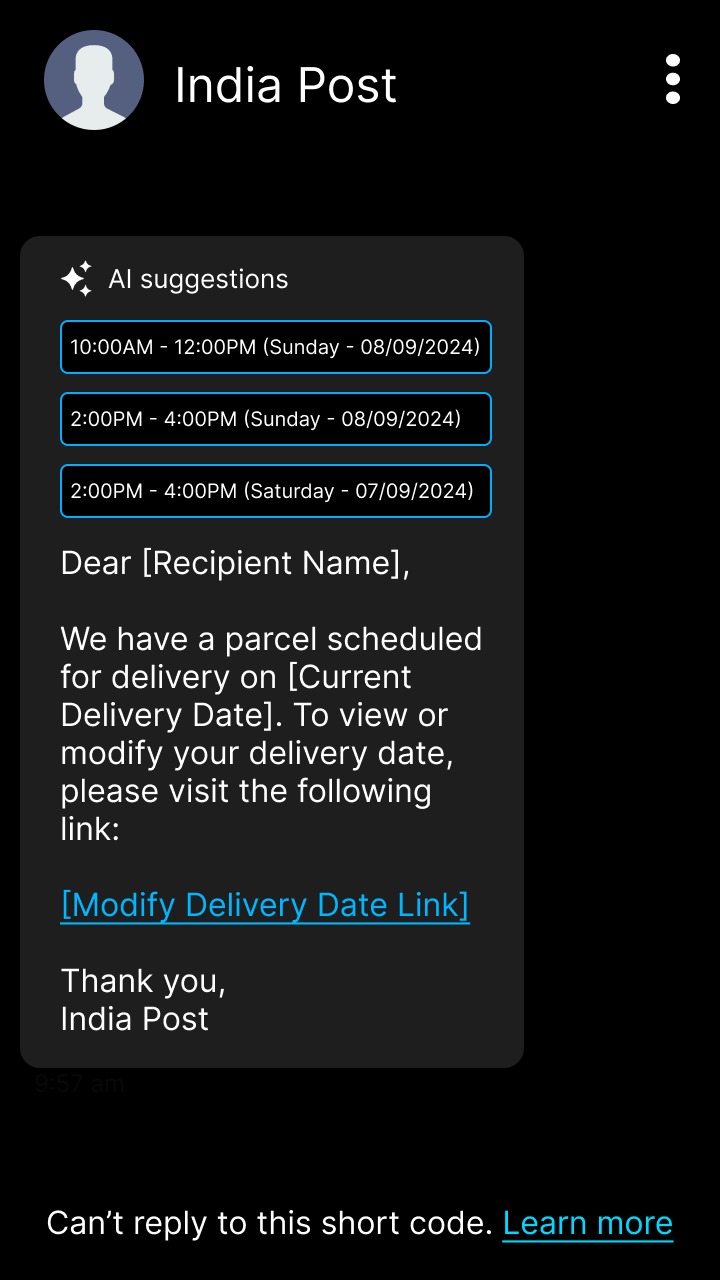 India Post
AI suggestions
10:00AM - 12:00PM (Sunday - 08/09/2024)
2:00PM - 4:00PM (Sunday - 08/09/2024)
2:00PM - 4:00PM (Saturday - 07/09/2024)
Dear [Recipient Name],
We have a parcel scheduled
for delivery on [Current
Delivery Date]. To view or
modify your delivery date,
please visit the following
link:
[Modify Delivery Date Link]
Thank you,
India Post
9:57 am
Can’t reply to this short code. Learn more